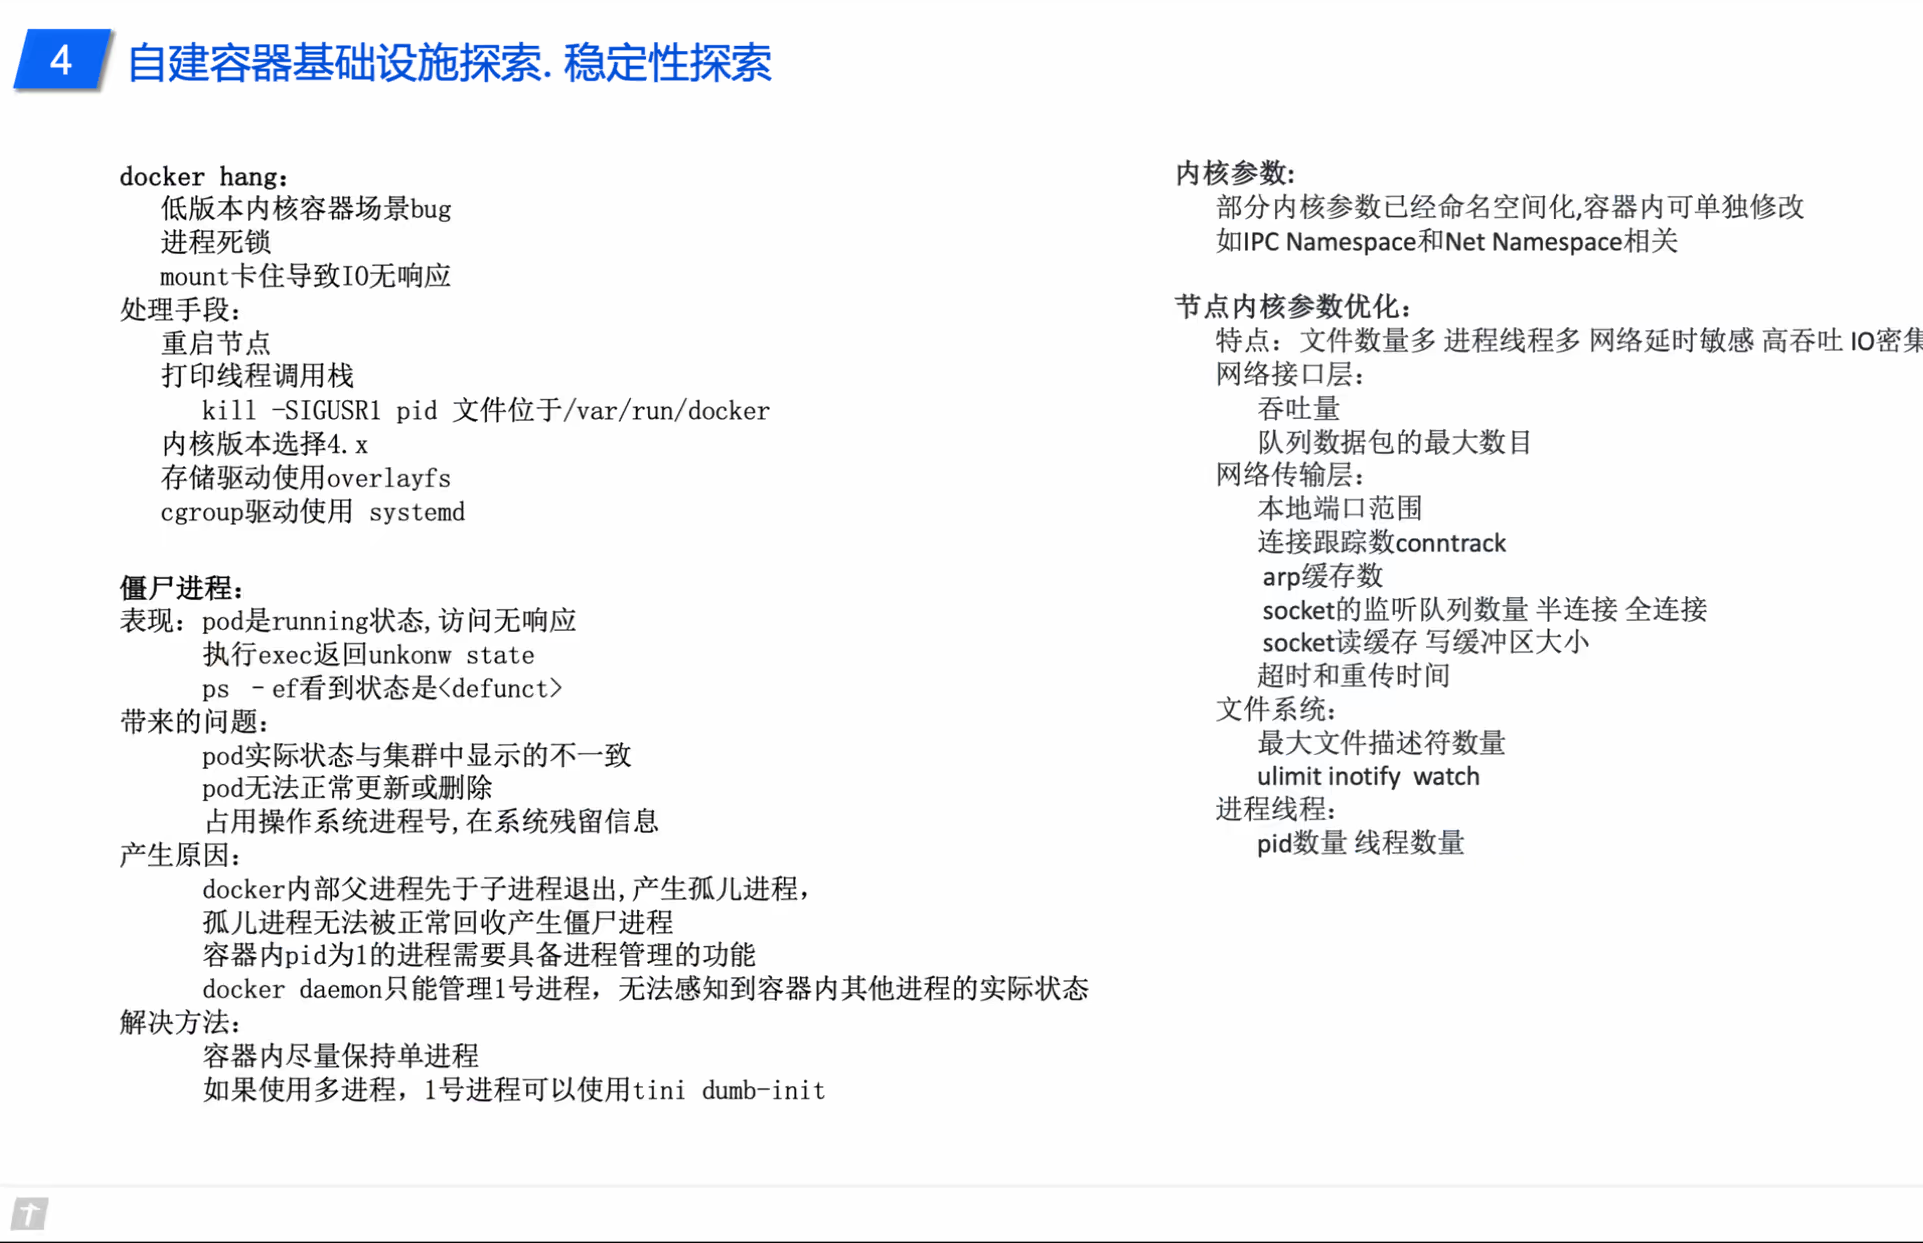 4
自建容器基础设施探索. 稳定性探索
docker hang:
低版本内核容器场景bug
进程死锁
mount卡住导致IO无响应
处理手段:
重启节点
打印线程调用栈
kill -SIGUSR1 pid 文件位于/var/run/docker
内核版本选择4.x
存储驱动使用overlayfs
cgroup驱动使用 systemd
僵尸进程:
表现: pod是running状态,访问无响应
执行exec返回unkonw state
ps -ef看到状态是<defunct>
带来的问题:
pod实际状态与集群中显示的不一致
pod无法正常更新或删除
占用操作系统进程号,在系统残留信息
产生原因:
docker内部父进程先于子进程退出,产生孤儿进程,
孤儿进程无法被正常回收产生僵尸进程
容器内pid为1的进程需要具备进程管理的功能
docker daemon只能管理1号进程，无法感知到容器内其他进程的实际状态
解决方法:
容器内尽量保持单进程
如果使用多进程，1号进程可以使用tini dumb-init
内核参数:
部分内核参数已经命名空间化,容器内可单独修改
如IPC Namespace和Net Namespace相关
节点内核参数优化:
特点：文件数量多 进程线程多 网络延时敏感 高吞吐 IO密集
网络接口层:
吞吐量
队列数据包的最大数目
网络传输层:
本地端口范围
连接跟踪数conntrack
arp缓存数
socket的监听队列数量 半连接 全连接
socket读缓存 写缓冲区大小
超时和重传时间
文件系统:
最大文件描述符数量
ulimit inotify watch
进程线程:
pid数量 线程数量